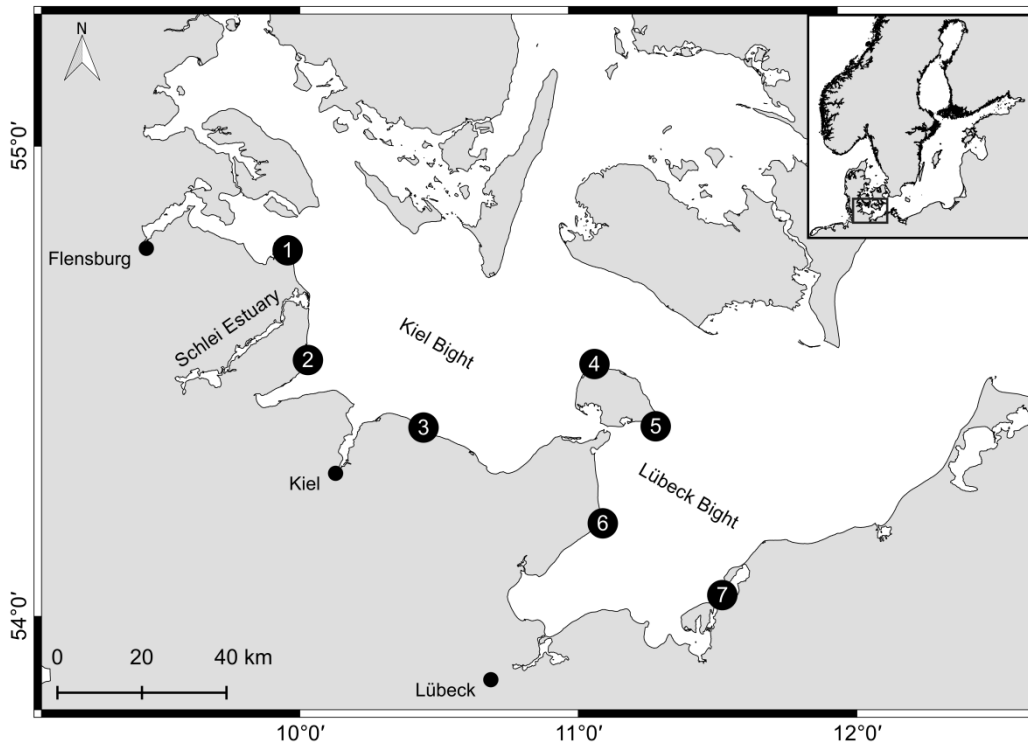 N
55°0′
Flensburg
1
Schlei Estuary
2
Kiel Bight
4
3
5
Kiel
Lübeck Bight
6
7
54°0′
0 20 40 km
Lübeck
10°0′ 11°0′ 12°0′